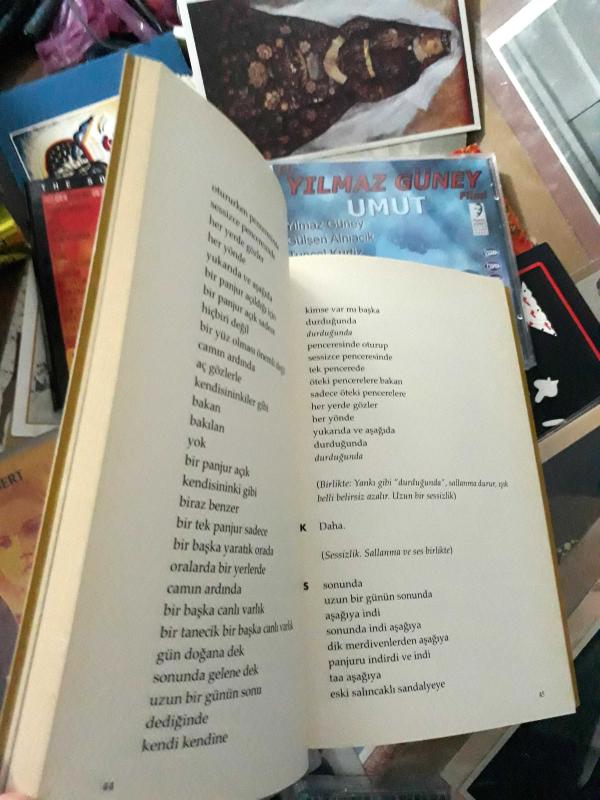 YILMAZ GÜNEY
Filmi
UMUT
Yılmaz Güney
Gülşen Alnıaçık
Tuncel Kurtiz
otururken penceresinde
sessizce penceresinde
her yerde gözler
her yönde
yukarıda ve aşağıda
bir panjur açıldığı için
bir panjur açık sadece
hiçbiri değil
bir yüz olması önemli değil
camın ardında
aç gözlerle
kendisininkiler gibi
bakan
bakılan
yok
bir panjur açık
kendisininki gibi
biraz benzer
bir tek panjur sadece
bir başka yaratık orada
oralarda bir yerlerde
camın ardında
bir başka canlı varlık
bir tanecik bir başka canlı varlık
gün doğana dek
sonunda gelene dek
uzun bir günün sonu
dediğinde
kendi kendine
44
kimse var mı başka
durduğunda
durduğunda
penceresinde oturup
sessizce penceresinde
tek pencerede
öteki pencerelere bakan
sadece öteki pencerelere
her yerde gözler
her yönde
yukarıda ve aşağıda
durduğunda
durduğunda
(Birlikte: Yankı gibi "durduğunda", sallanma durur, ışık
belli belirsiz azalır. Uzun bir sessizlik)
K Daha.
(Sessizlik. Sallanma ve ses birlikte)
S sonunda
uzun bir günün sonunda
aşağıya indi
sonunda indi aşağıya
dik merdivenlerden aşağıya
panjuru indirdi ve indi
taa aşağıya
eski salıncaklı sandalyeye
45